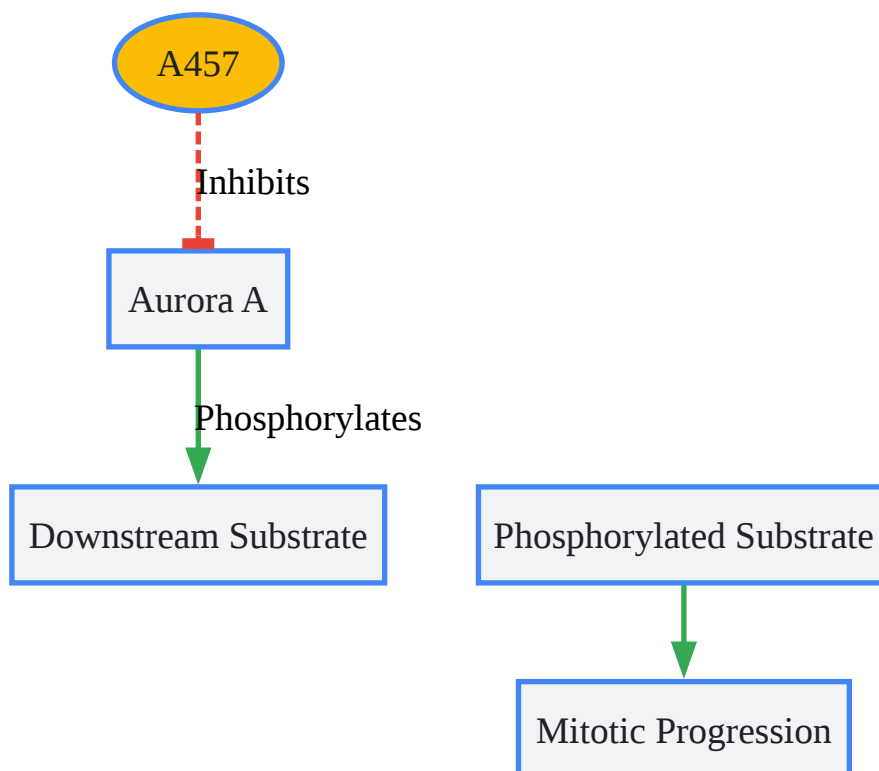 A457
Inhibits
Aurora A
Phosphorylates
Downstream Substrate
Phosphorylated Substrate
Mitotic Progression